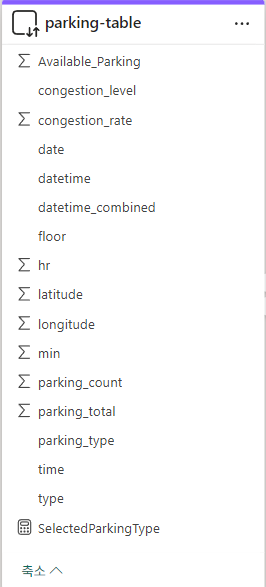 parking-table
Available_Parking
congestion_level
congestion_rate
date
datetime
datetime_combined
floor
hr
latitude
longitude
min
parking_count
parking_total
parking_type
time
type
SelectedParkingType
축소